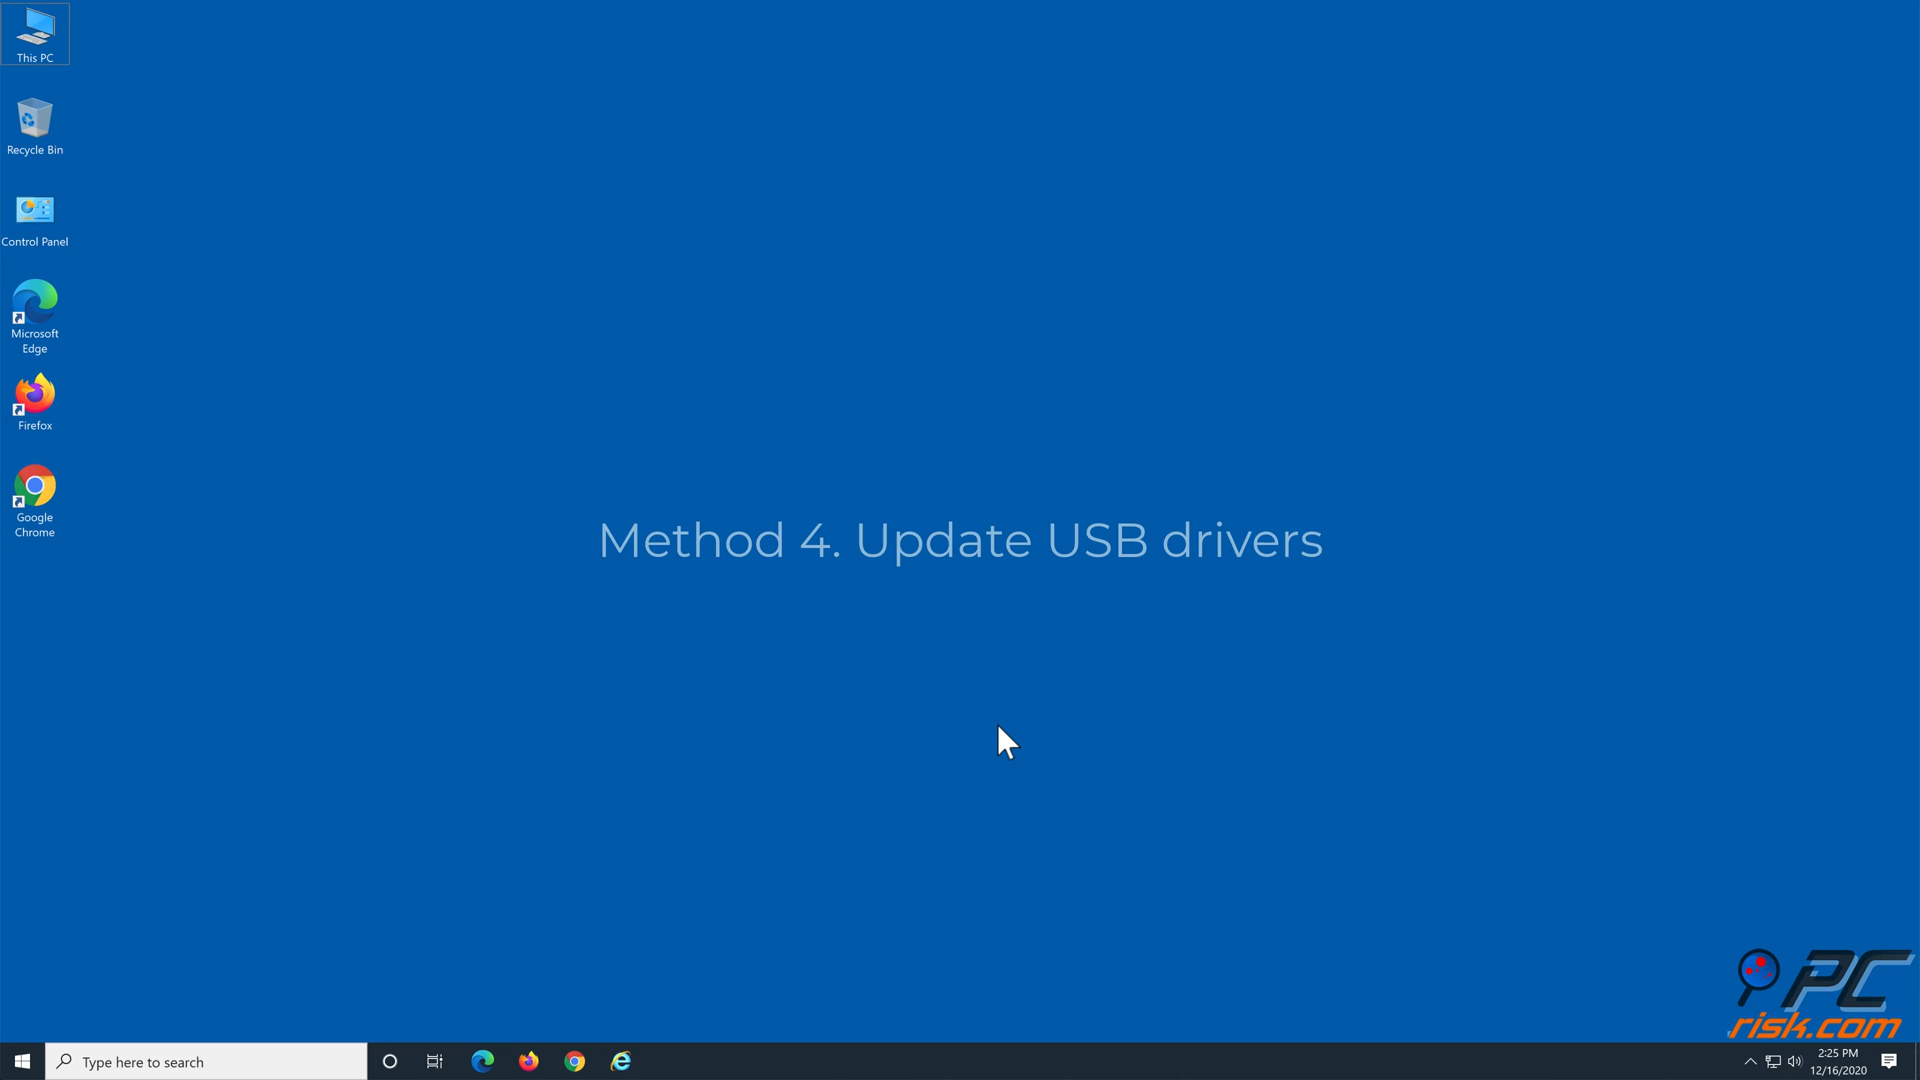 This PC
Recycle Bin
Control Panel
Microsoft
Edge
Firefox
Google
Chrome
Method 4. Update USB drivers
PC
risk.com
Type here to search
2:25 PM
12/16/2020